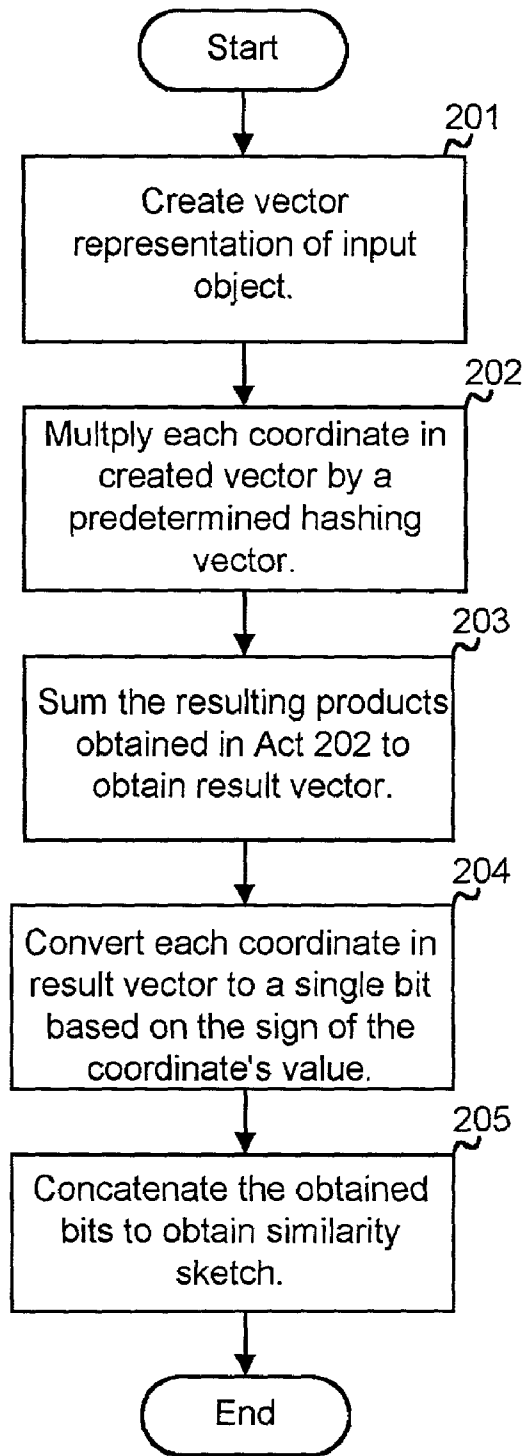 Start
201
Create vector
representation of input
object.
202
Multply each coordinate in
created vector by a
predetermined hashing
vector.
203
Sum the resulting products
obtained in Act 202 to
obtain result vector.
204
Convert each coordinate in
result vector to a single bit
based on the sign of the
coordinate's value.
205
Concatenate the obtained
bits to obtain similarity
sketch.
End